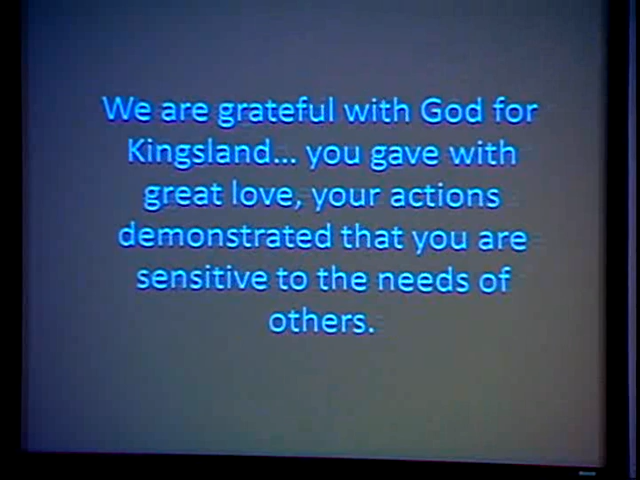 We are grateful with God for
Kingsland... you gave with
great love, your actions
demonstrated that you are
sensitive to the needs of
others.